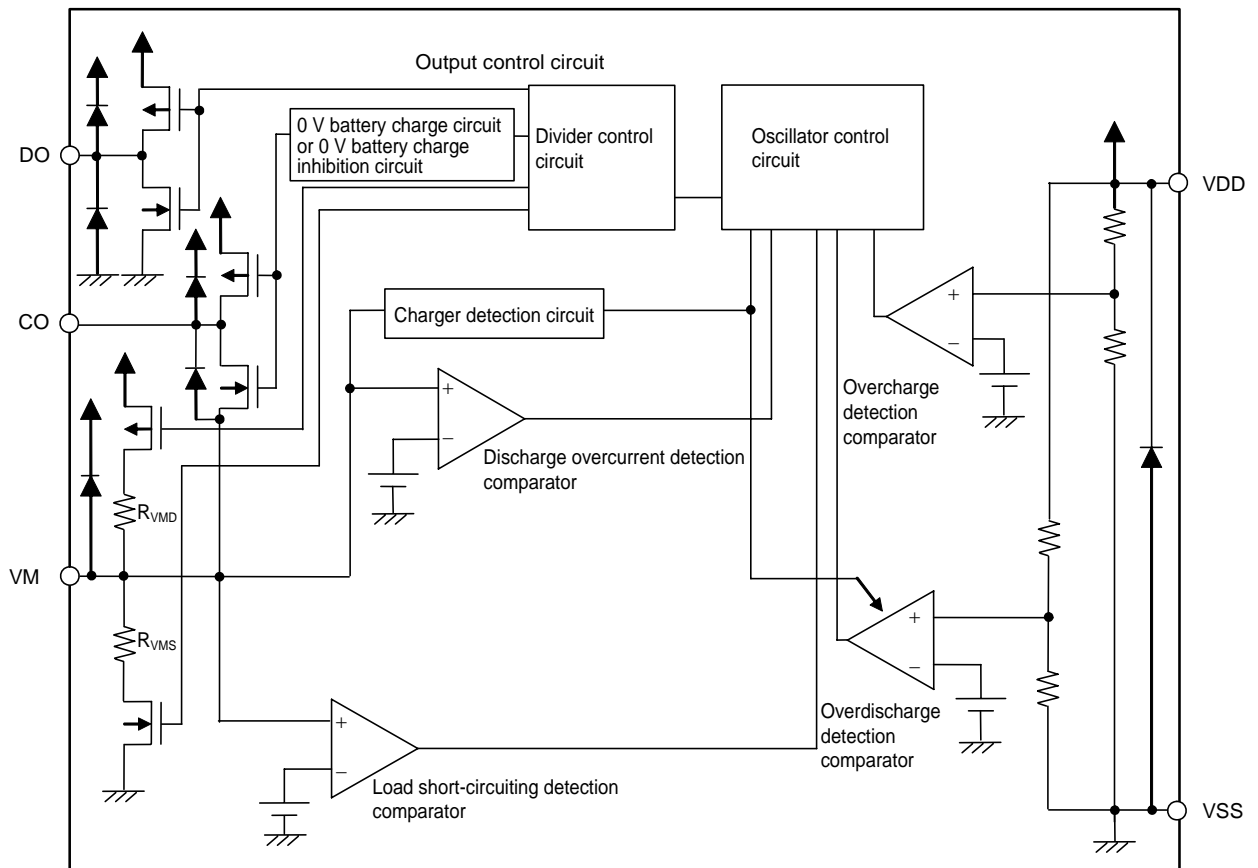 Output control circuit
0 V battery charge circuit
or 0 V battery charge
inhibition circuit
Divider control
circuit
Oscillator control
circuit
DO
VDD
CO
Charger detection circuit
+
−
Overcharge
detection
comparator
+
−
Discharge overcurrent detection
comparator
RVMD
VM
RVMS
+
−
Overdischarge
detection
comparator
+
−
Load short-circuiting detection
comparator
VSS